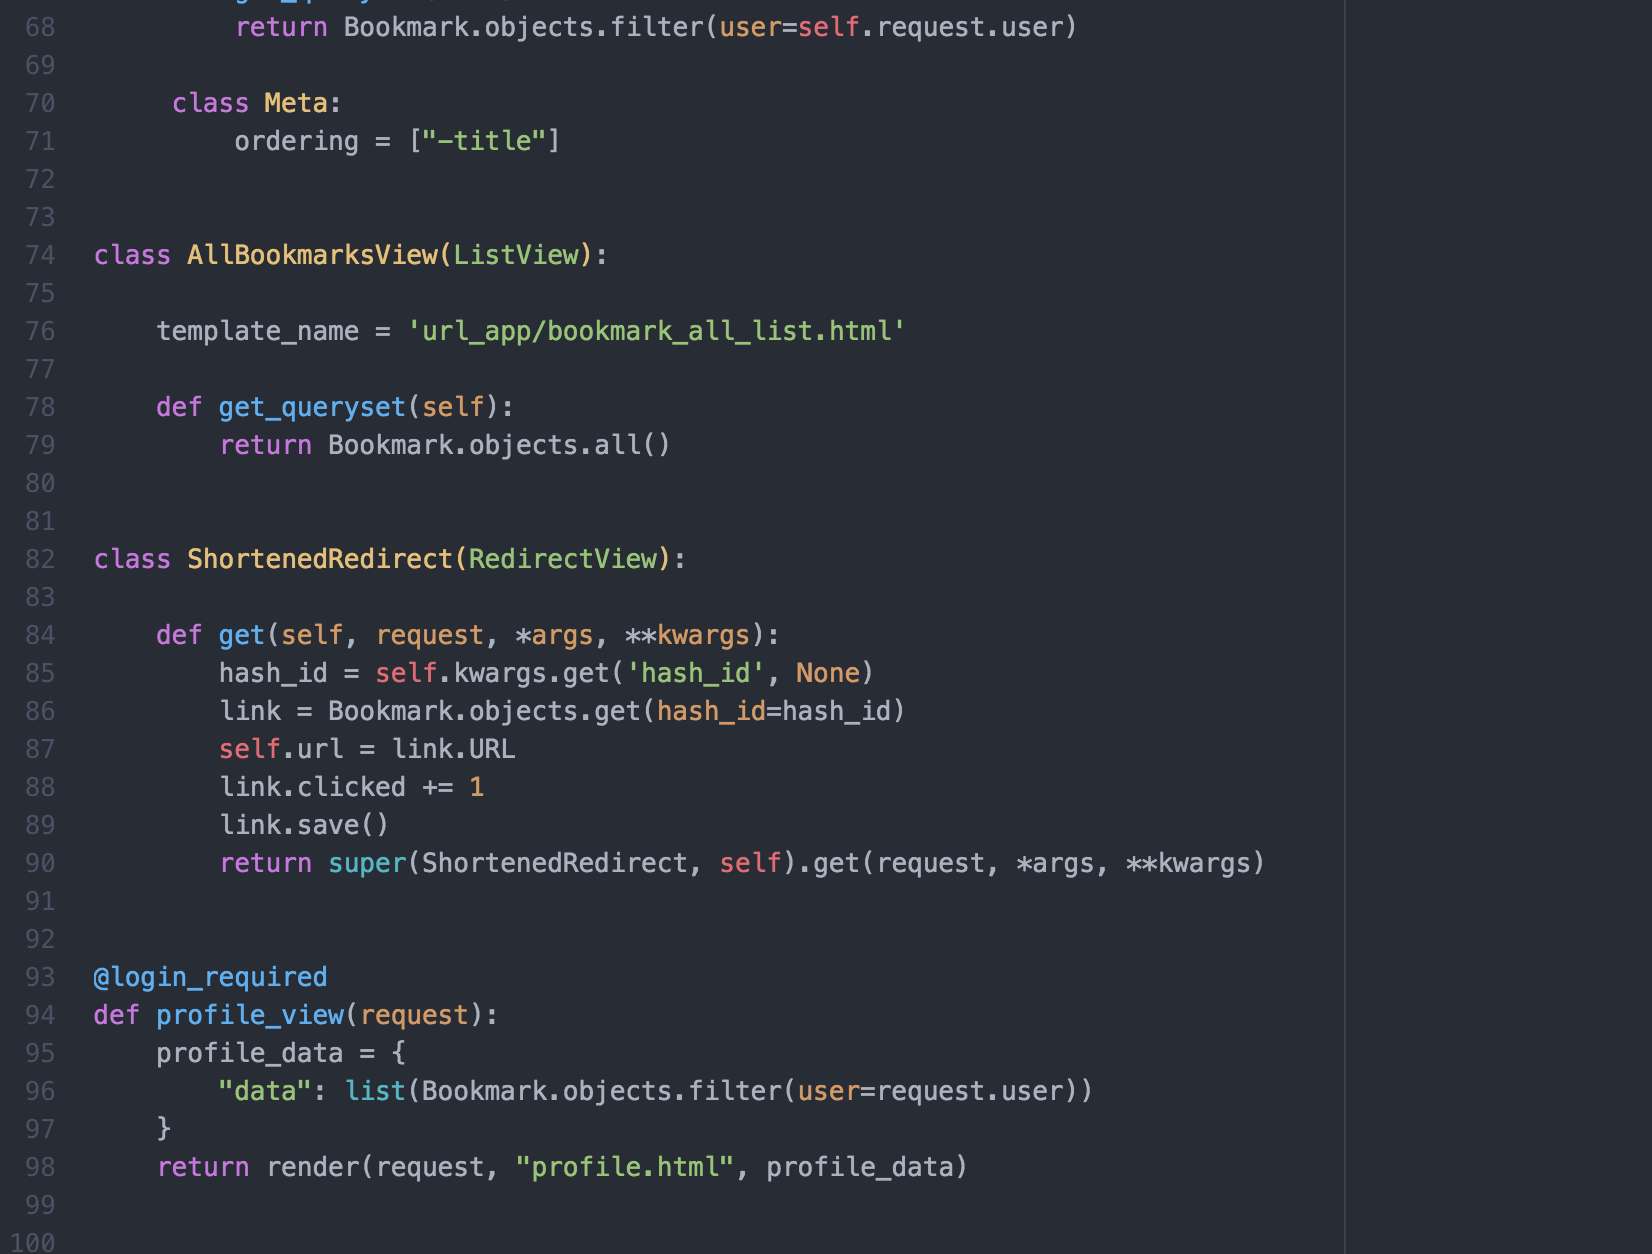 68 return Bookmark.objects.filter(user=self.request.user)
69
70 class Meta:
71 ordering = ["-title"]
72
73
74 class AllBookmarksView(ListView):
75
76 template_name = 'url_app/bookmark_all_list.html'
77
78 def get_queryset(self):
79 return Bookmark.objects.all()
80
81
82 class ShortenedRedirect(RedirectView):
83
84 def get(self, request, *args, **kwargs):
85 hash_id = self.kwargs.get('hash_id', None)
86 link = Bookmark.objects.get(hash_id=hash_id)
87 self.url = link.URL
88 link.clicked += 1
89 link.save()
90 return super(ShortenedRedirect, self).get(request, *args, **kwargs)
91
92
93 @login_required
94 def profile_view(request):
95 profile_data = {
96 "data": list(Bookmark.objects.filter(user=request.user))
97 }
98 return render(request, "profile.html", profile_data)
99
100